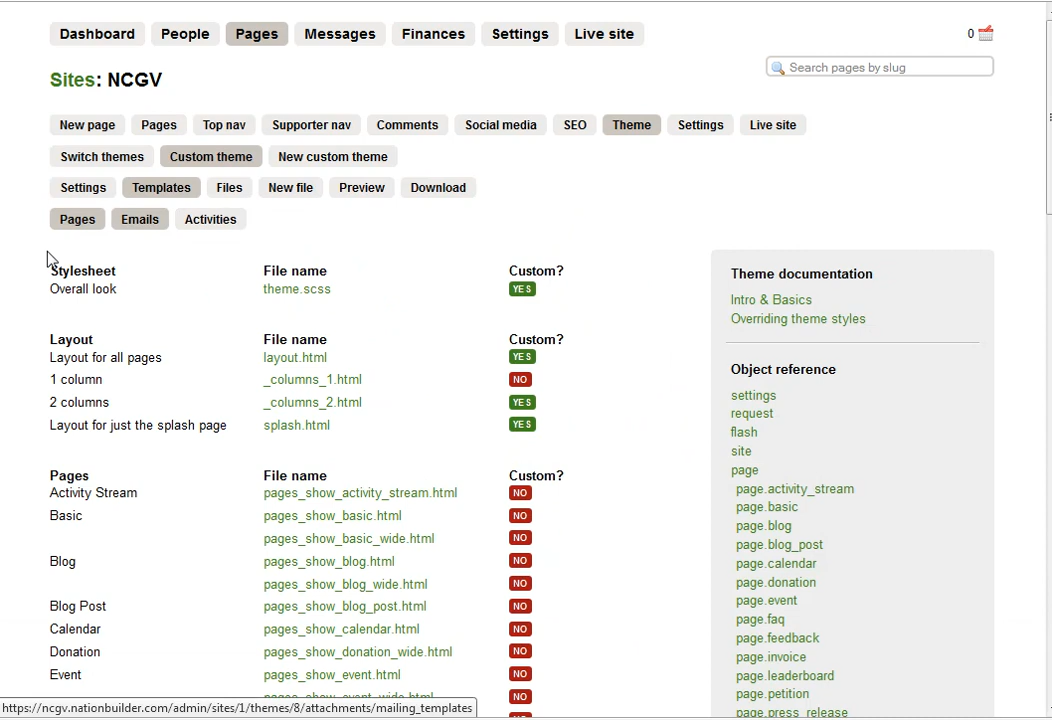 Dashboard People Pages Messages Finances Settings Live site 0
Sites: NCGV Search pages by slug
New page Pages Top nav Supporter nav Comments Social media SEO Theme Settings Live site
Switch themes Custom theme New custom theme
Settings Templates Files New file Preview Download
Pages Emails Activities
Stylesheet File name Custom?
Overall look theme.scss YES
Layout File name Custom?
Layout for all pages layout.html YES
1 column _columns_1.html NO
2 columns _columns_2.html YES
Layout for just the splash page splash.html YES
Pages File name Custom?
Activity Stream pages_show_activity_stream.html NO
Basic pages_show_basic.html NO
pages_show_basic_wide.html NO
Blog pages_show_blog.html NO
pages_show_blog_wide.html NO
Blog Post pages_show_blog_post.html NO
Calendar pages_show_calendar.html NO
Donation pages_show_donation_wide.html NO
Event pages_show_event.html NO
pages_show_event_wide.html NO
Theme documentation
Intro & Basics
Overriding theme styles
Object reference
settings
request
flash
site
page
page.activity_stream
page.basic
page.blog
page.blog_post
page.calendar
page.donation
page.event
page.faq
page.feedback
page.invoice
page.leaderboard
page.petition
page.press_release
https://ncgv.nationbuilder.com/admin/sites/1/themes/8/attachments/mailing_templates